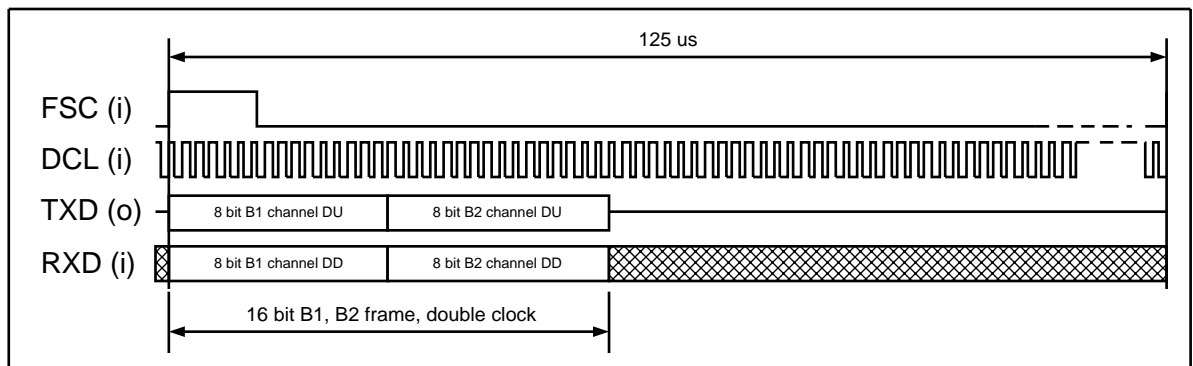 125 us
FSC (i)
DCL (i)
TXD (o)
8 bit B1 channel DU
8 bit B2 channel DU
RXD (i)
8 bit B1 channel DD
8 bit B2 channel DD
16 bit B1, B2 frame, double clock